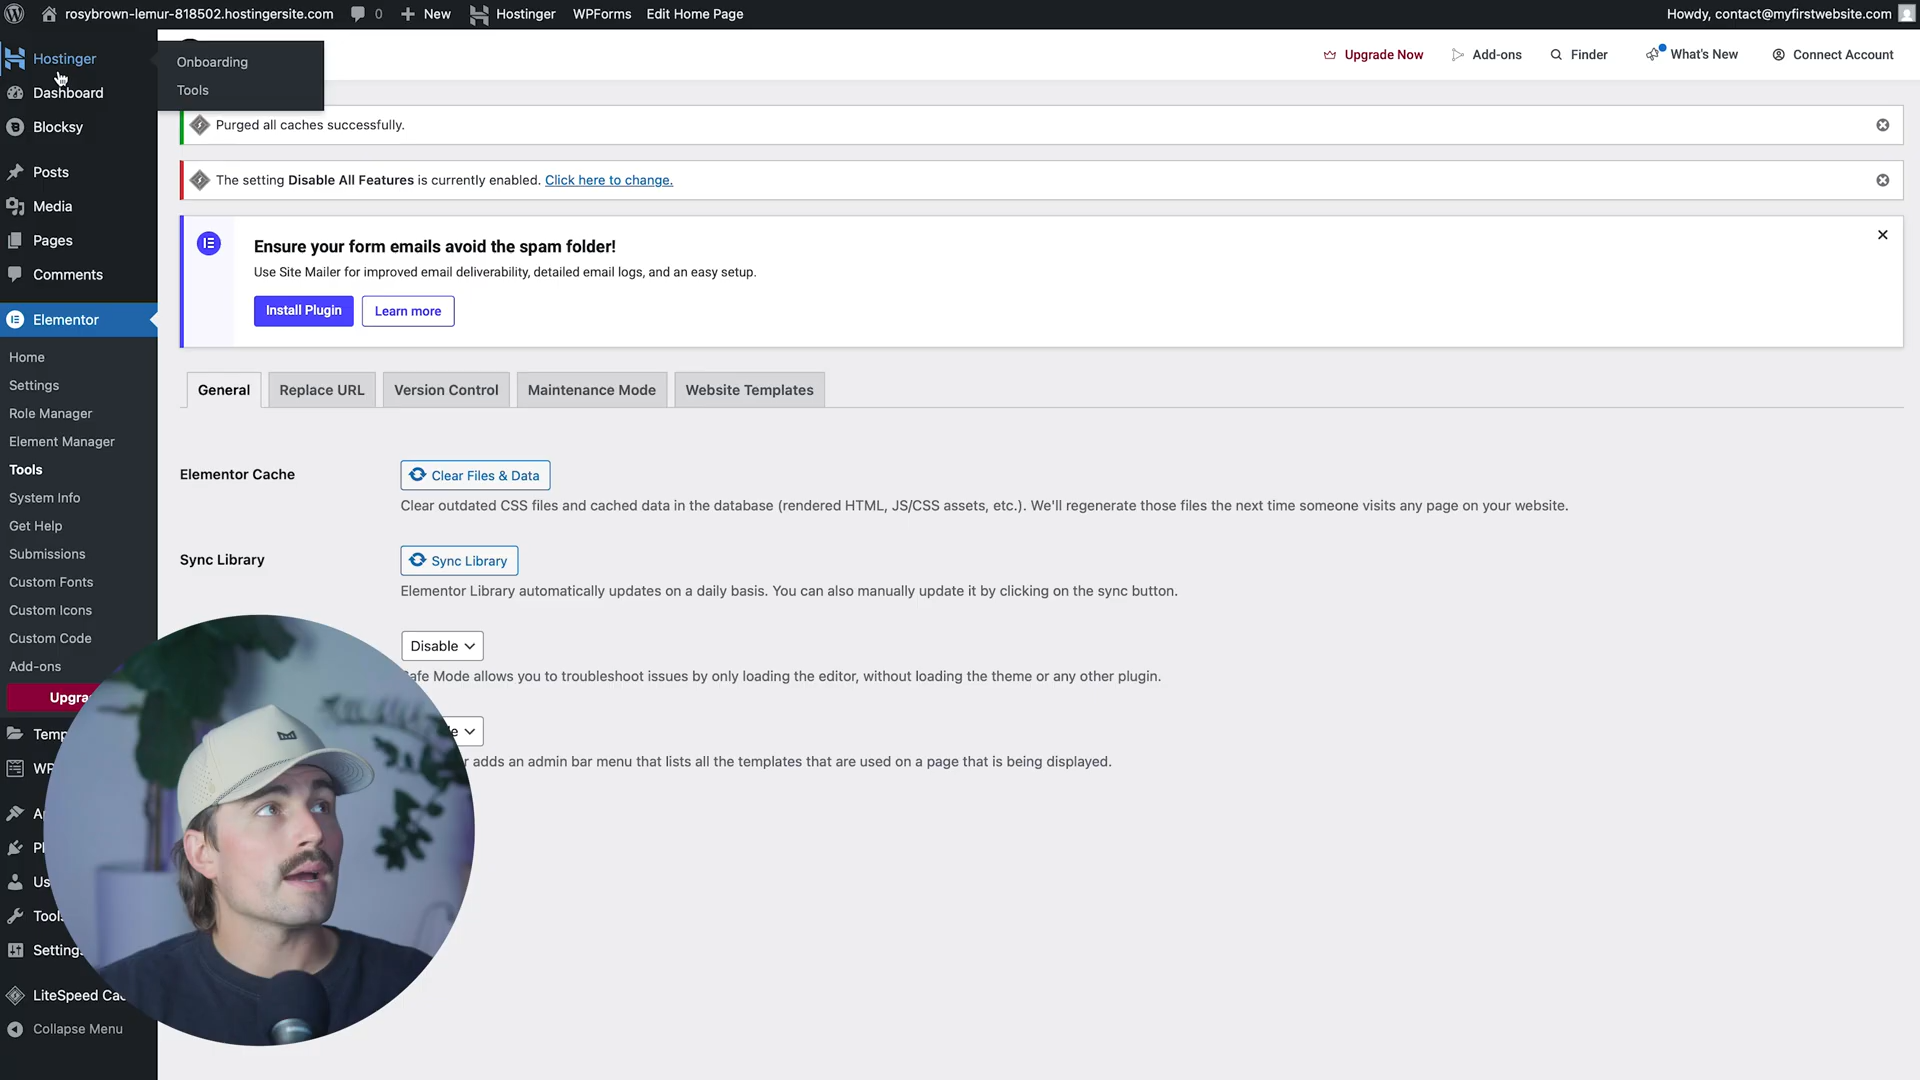 rosybrown-lemur-818502.hostingersite.com 0 New Hostinger WPForms Edit Home Page Howdy, contact@myfirstwebsite.com
Hostinger
Dashboard
Blocksy
Posts
Media
Pages
Comments
Elementor
Home
Settings
Role Manager
Element Manager
Tools
System Info
Get Help
Submissions
Custom Fonts
Custom Icons
Custom Code
Add-ons
Tools
LiteSpeed
Collapse Menu
Onboarding
Tools
Upgrade Now Add-ons Finder What's New Connect Account
Purged all caches successfully.
The setting Disable All Features is currently enabled. Click here to change.
Ensure your form emails avoid the spam folder!
Use Site Mailer for improved email deliverability, detailed email logs, and an easy setup.
Install Plugin Learn more
General Replace URL Version Control Maintenance Mode Website Templates
Elementor Cache Clear Files & Data
Clear outdated CSS files and cached data in the database (rendered HTML, JS/CSS assets, etc.). We'll regenerate those files the next time someone visits any page on your website.
Sync Library Sync Library
Elementor Library automatically updates on a daily basis. You can also manually update it by clicking on the sync button.
Disable
Mode allows you to troubleshoot issues by only loading the editor, without loading the theme or any other plugin.
adds an admin bar menu that lists all the templates that are used on a page that is being displayed.